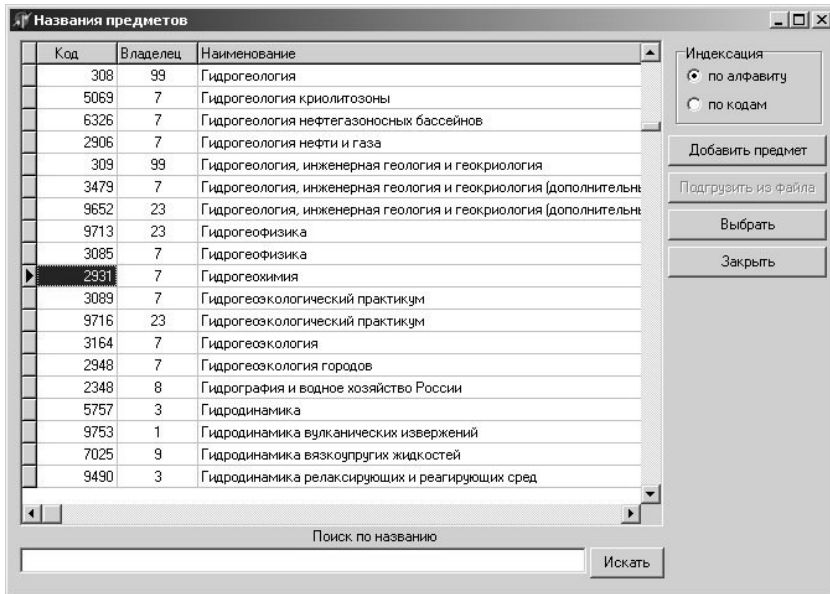 Названия предметов
Код Владелец Наименование
308 99 Гидрогеология
5069 7 Гидрогеология криолитозоны
6326 7 Гидрогеология нефтегазоносных бассейнов
2906 7 Гидрогеология нефти и газа
309 99 Гидрогеология, инженерная геология и геокриология
3479 7 Гидрогеология, инженерная геология и геокриология (дополнительн
9652 23 Гидрогеология, инженерная геология и геокриология (дополнительн
9713 23 Гидрогеофизика
3085 7 Гидрогеофизика
2931 7 Гидрогеохимия
3089 7 Гидрогеоэкологический практикум
9716 23 Гидрогеоэкологический практикум
3164 7 Гидрогеоэкология
2948 7 Гидрогеоэкология городов
2348 8 Гидрография и водное хозяйство России
5757 3 Гидродинамика
9753 1 Гидродинамика вулканических извержений
7025 9 Гидродинамика вязкоупругих жидкостей
9490 3 Гидродинамика релаксирующих и реагирующих сред
Поиск по названию
Искать
Индексация
по алфавиту
по кодам
Добавить предмет
Подгрузить из файла
Выбрать
Закрыть